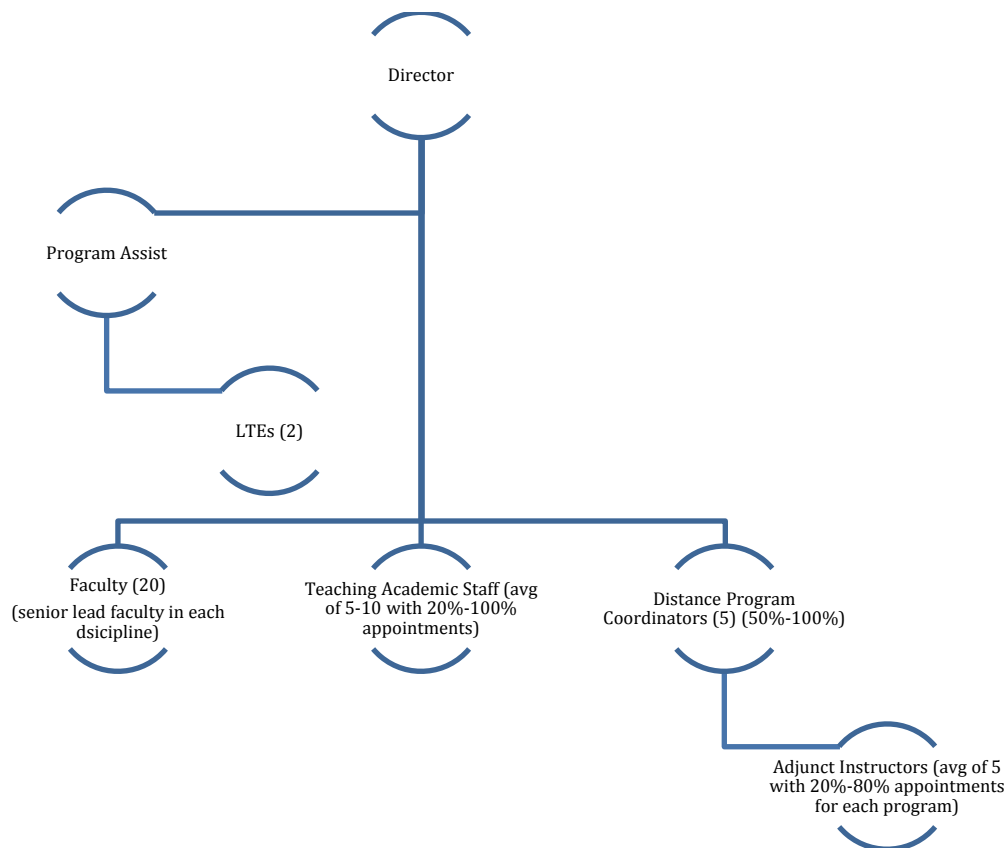 Director
Program Assist
LTEs (2)
Faculty (20)
(senior lead faculty in each
dsicipline)
Teaching Academic Staff (avg
of 5-10 with 20%-100%
appointments)
Distance Program
Coordinators (5) (50%-100%)
Adjunct Instructors (avg of 5
with 20%-80% appointments
for each program)